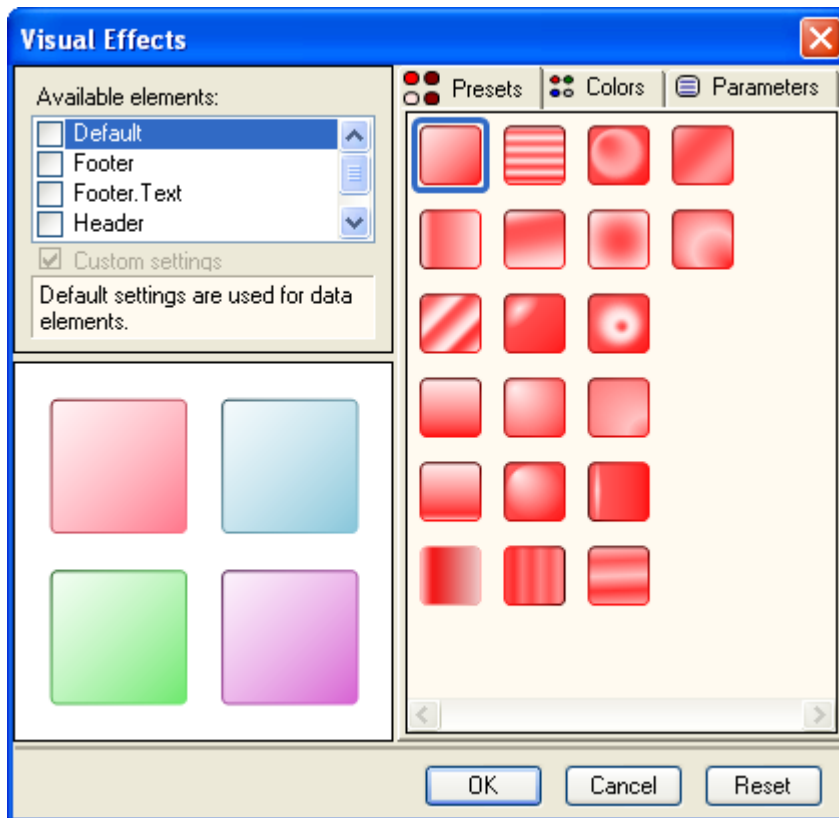 Visual Effects
Available elements:
Default
Footer
Footer.Text
Header
Custom settings
Default settings are used for data
elements.
Presets
Colors
Parameters
OK
Cancel
Reset